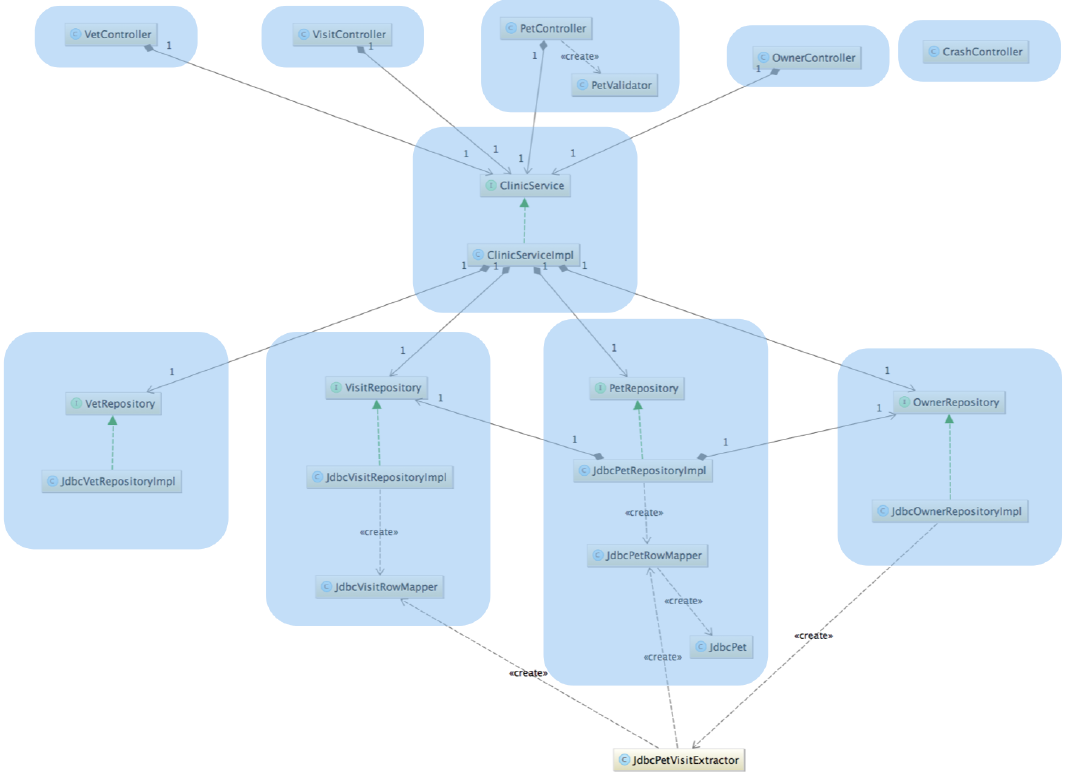 C PetController
C VetController
C VisitController
1
1
1
«create»
C OwnerController
C CrashController
1
C PetValidator
1
1
1
1
I ClinicService
C ClinicServiceImpl
1
1
1
1
1
1
1
1
I VetRepository
I VisitRepository
I PetRepository
I OwnerRepository
1
1
1
1
C JdbcVetRepositoryImpl
C JdbcVisitRepositoryImpl
C JdbcPetRepositoryImpl
C JdbcOwnerRepositoryImpl
«create»
«create»
C JdbcVisitRowMapper
C JdbcPetRowMapper
«create»
«create»
C JdbcPet
«create»
«create»
C JdbcPetVisitExtractor